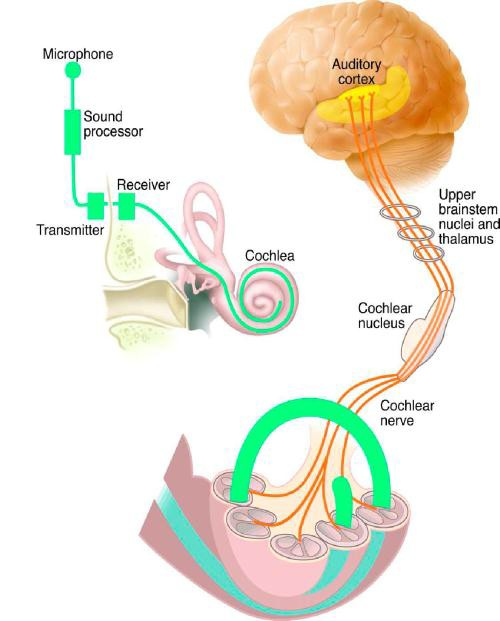 Microphone
Sound
processor
Receiver
Transmitter
Cochlea
Auditory
cortex
Upper
brainstem
nuclei and
thalamus
Cochlear
nucleus
Cochlear
nerve